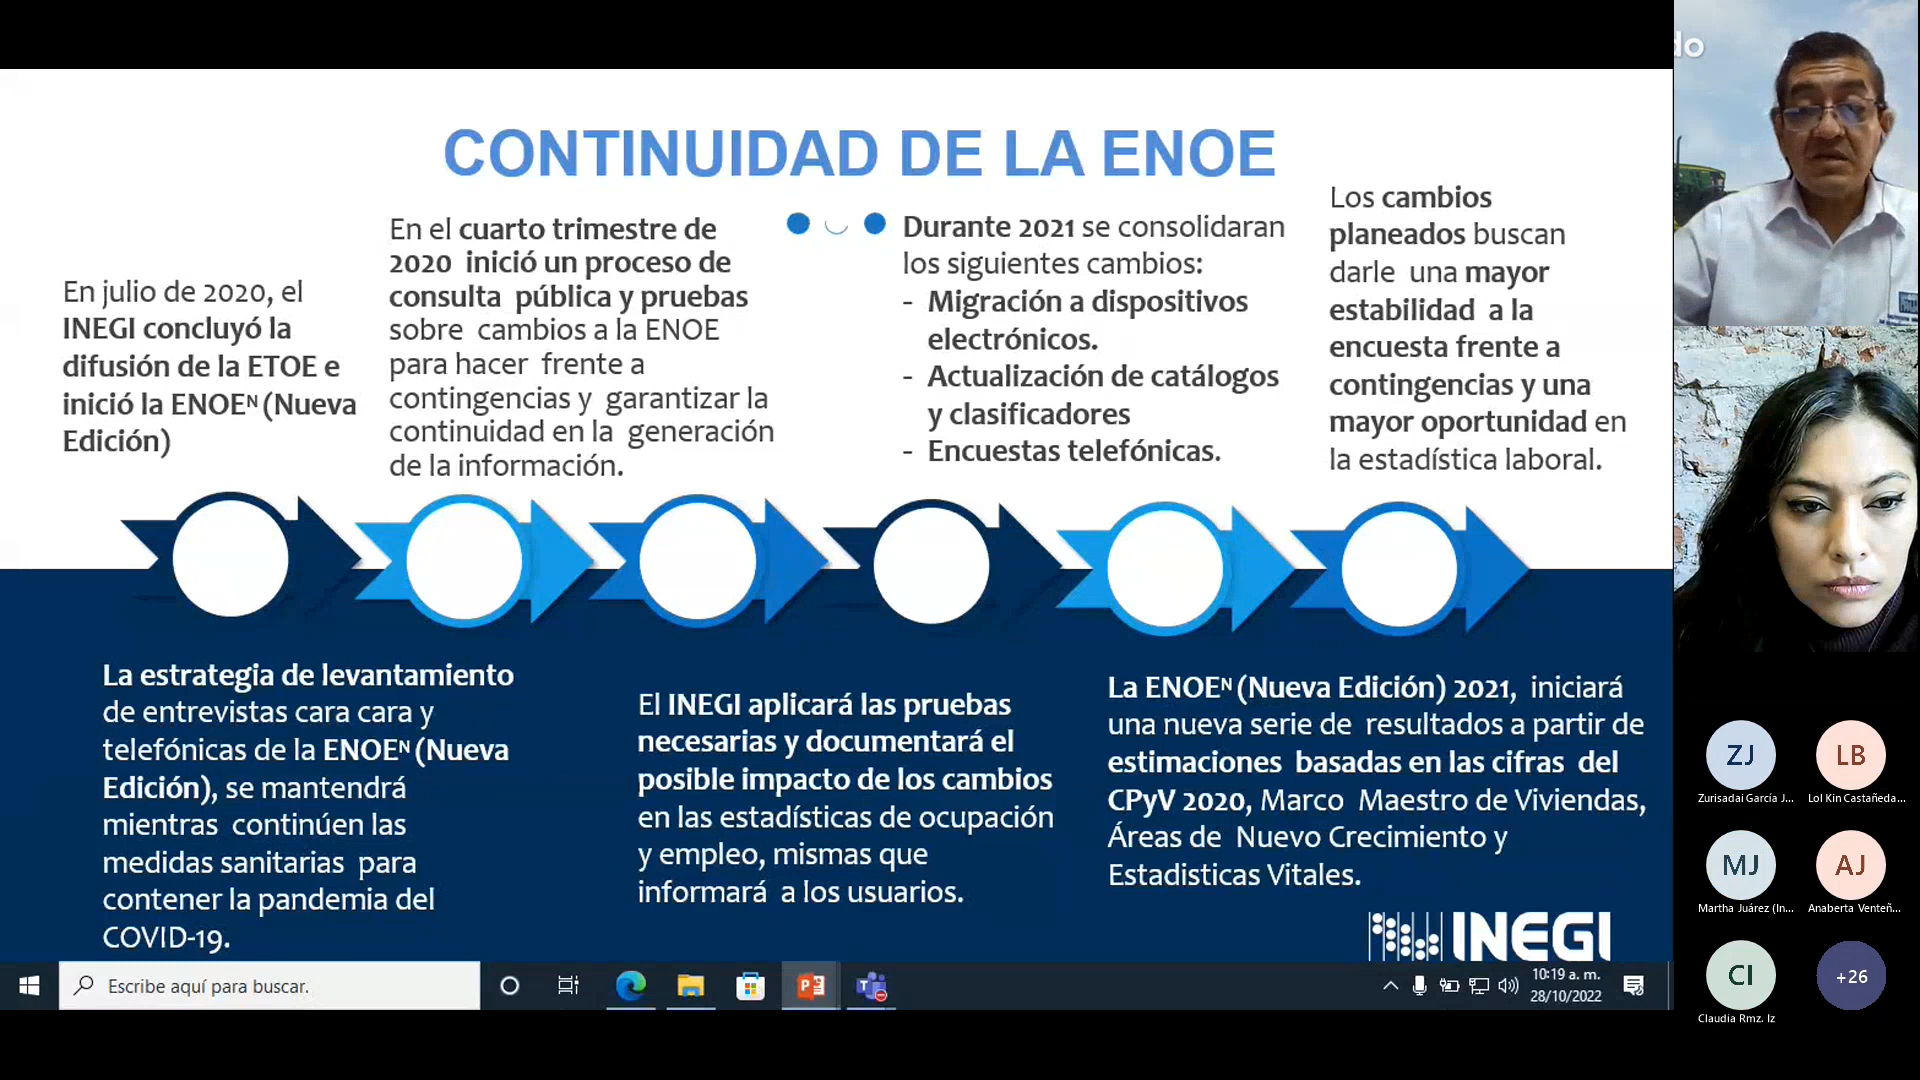 CONTINUIDAD DE LA ENOE
En julio de 2020, el
INEGI concluyó la
difusión de la ETOE e
inició la ENOEᴺ (Nueva
Edición)
En el cuarto trimestre de
2020 inició un proceso de
consulta pública y pruebas
sobre cambios a la ENOE
para hacer frente a
contingencias y garantizar la
continuidad en la generación
de la información.
Durante 2021 se consolidaran
los siguientes cambios:
- Migración a dispositivos
electrónicos.
- Actualización de catálogos
y clasificadores
- Encuestas telefónicas.
Los cambios
planeados buscan
darle una mayor
estabilidad a la
encuesta frente a
contingencias y una
mayor oportunidad en
la estadística laboral.
La estrategia de levantamiento
de entrevistas cara cara y
telefónicas de la ENOEᴺ (Nueva
Edición), se mantendrá
mientras continúen las
medidas sanitarias para
contener la pandemia del
COVID-19.
El INEGI aplicará las pruebas
necesarias y documentará el
posible impacto de los cambios
en las estadísticas de ocupación
y empleo, mismas que
informará a los usuarios.
La ENOEᴺ (Nueva Edición) 2021, iniciará
una nueva serie de resultados a partir de
estimaciones basadas en las cifras del
CPyV 2020, Marco Maestro de Viviendas,
Áreas de Nuevo Crecimiento y
Estadisticas Vitales.
INEGI
Escribe aquí para buscar.
10:19 a. m.
28/10/2022
do
ZJ
Zurisadai García J...
LB
Lol Kin Castañeda...
MJ
Martha Juárez (In...
AJ
Anaberta Venteñ...
CI
Claudia Rmz. Iz
+26